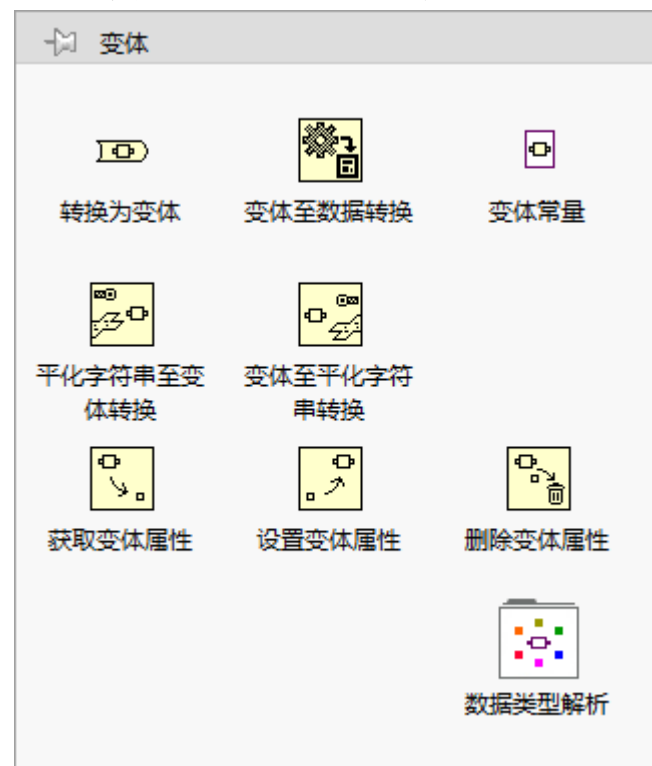 变体
转换为变体
变体至数据转换
变体常量
平化字符串至变
体转换
变体至平化字符
串转换
获取变体属性
设置变体属性
删除变体属性
数据类型解析